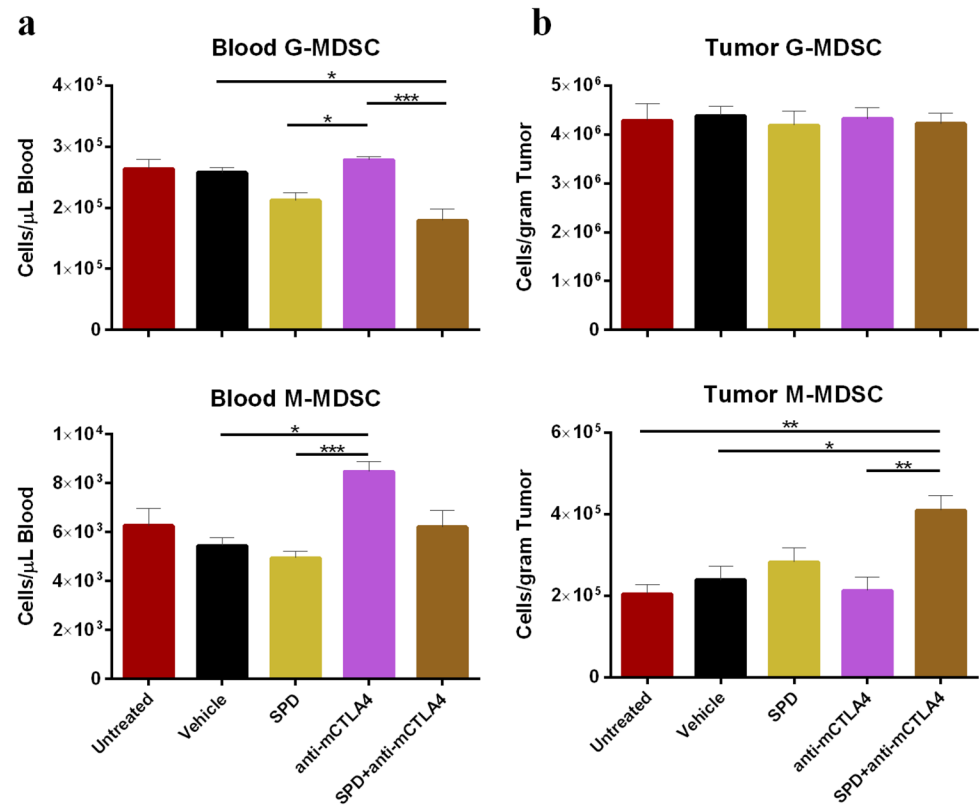 a
Blood G-MDSC
Cells/μL Blood
4×10⁵
3×10⁵
2×10⁵
1×10⁵
0
*
***
*
b
Tumor G-MDSC
Cells/gram Tumor
5×10⁶
4×10⁶
3×10⁶
2×10⁶
1×10⁶
0
Blood M-MDSC
Cells/μL Blood
1×10⁴
8×10³
6×10³
4×10³
2×10³
0
*
***
Untreated
Vehicle
SPD
anti-mCTLA4
SPD+anti-mCTLA4
Tumor M-MDSC
Cells/gram Tumor
6×10⁵
4×10⁵
2×10⁵
0
**
*
**
Untreated
Vehicle
SPD
anti-mCTLA4
SPD+anti-mCTLA4